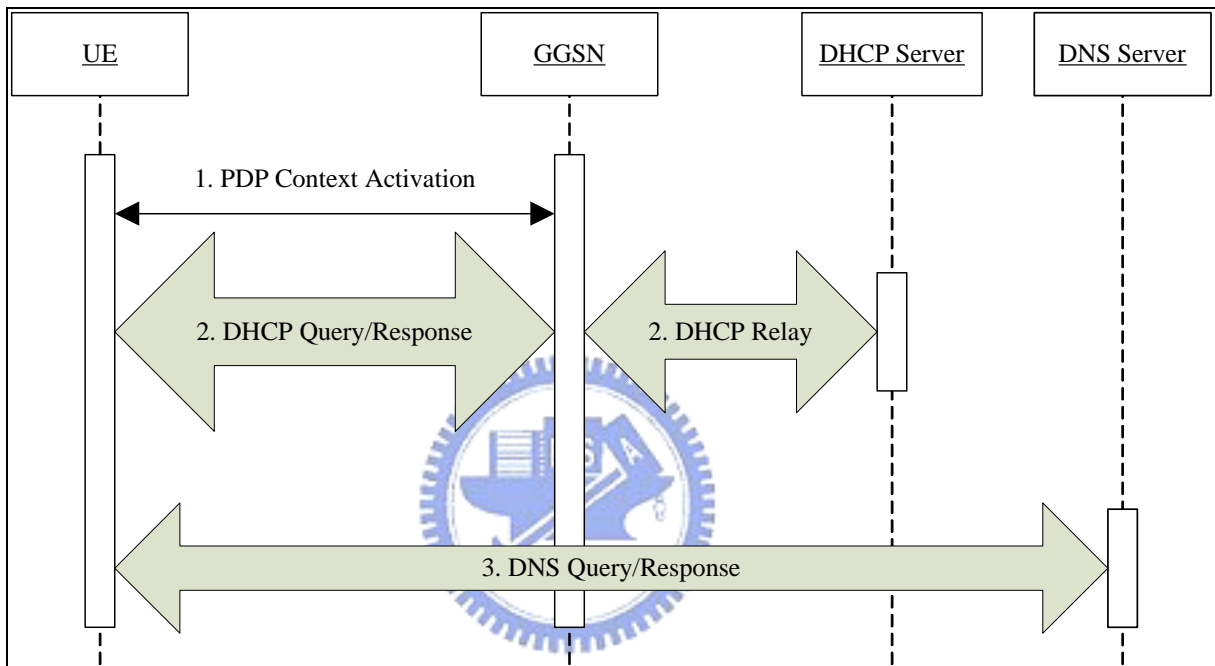 UE
GGSN
DHCP Server
DNS Server
1. PDP Context Activation
2. DHCP Query/Response
2. DHCP Relay
3. DNS Query/Response